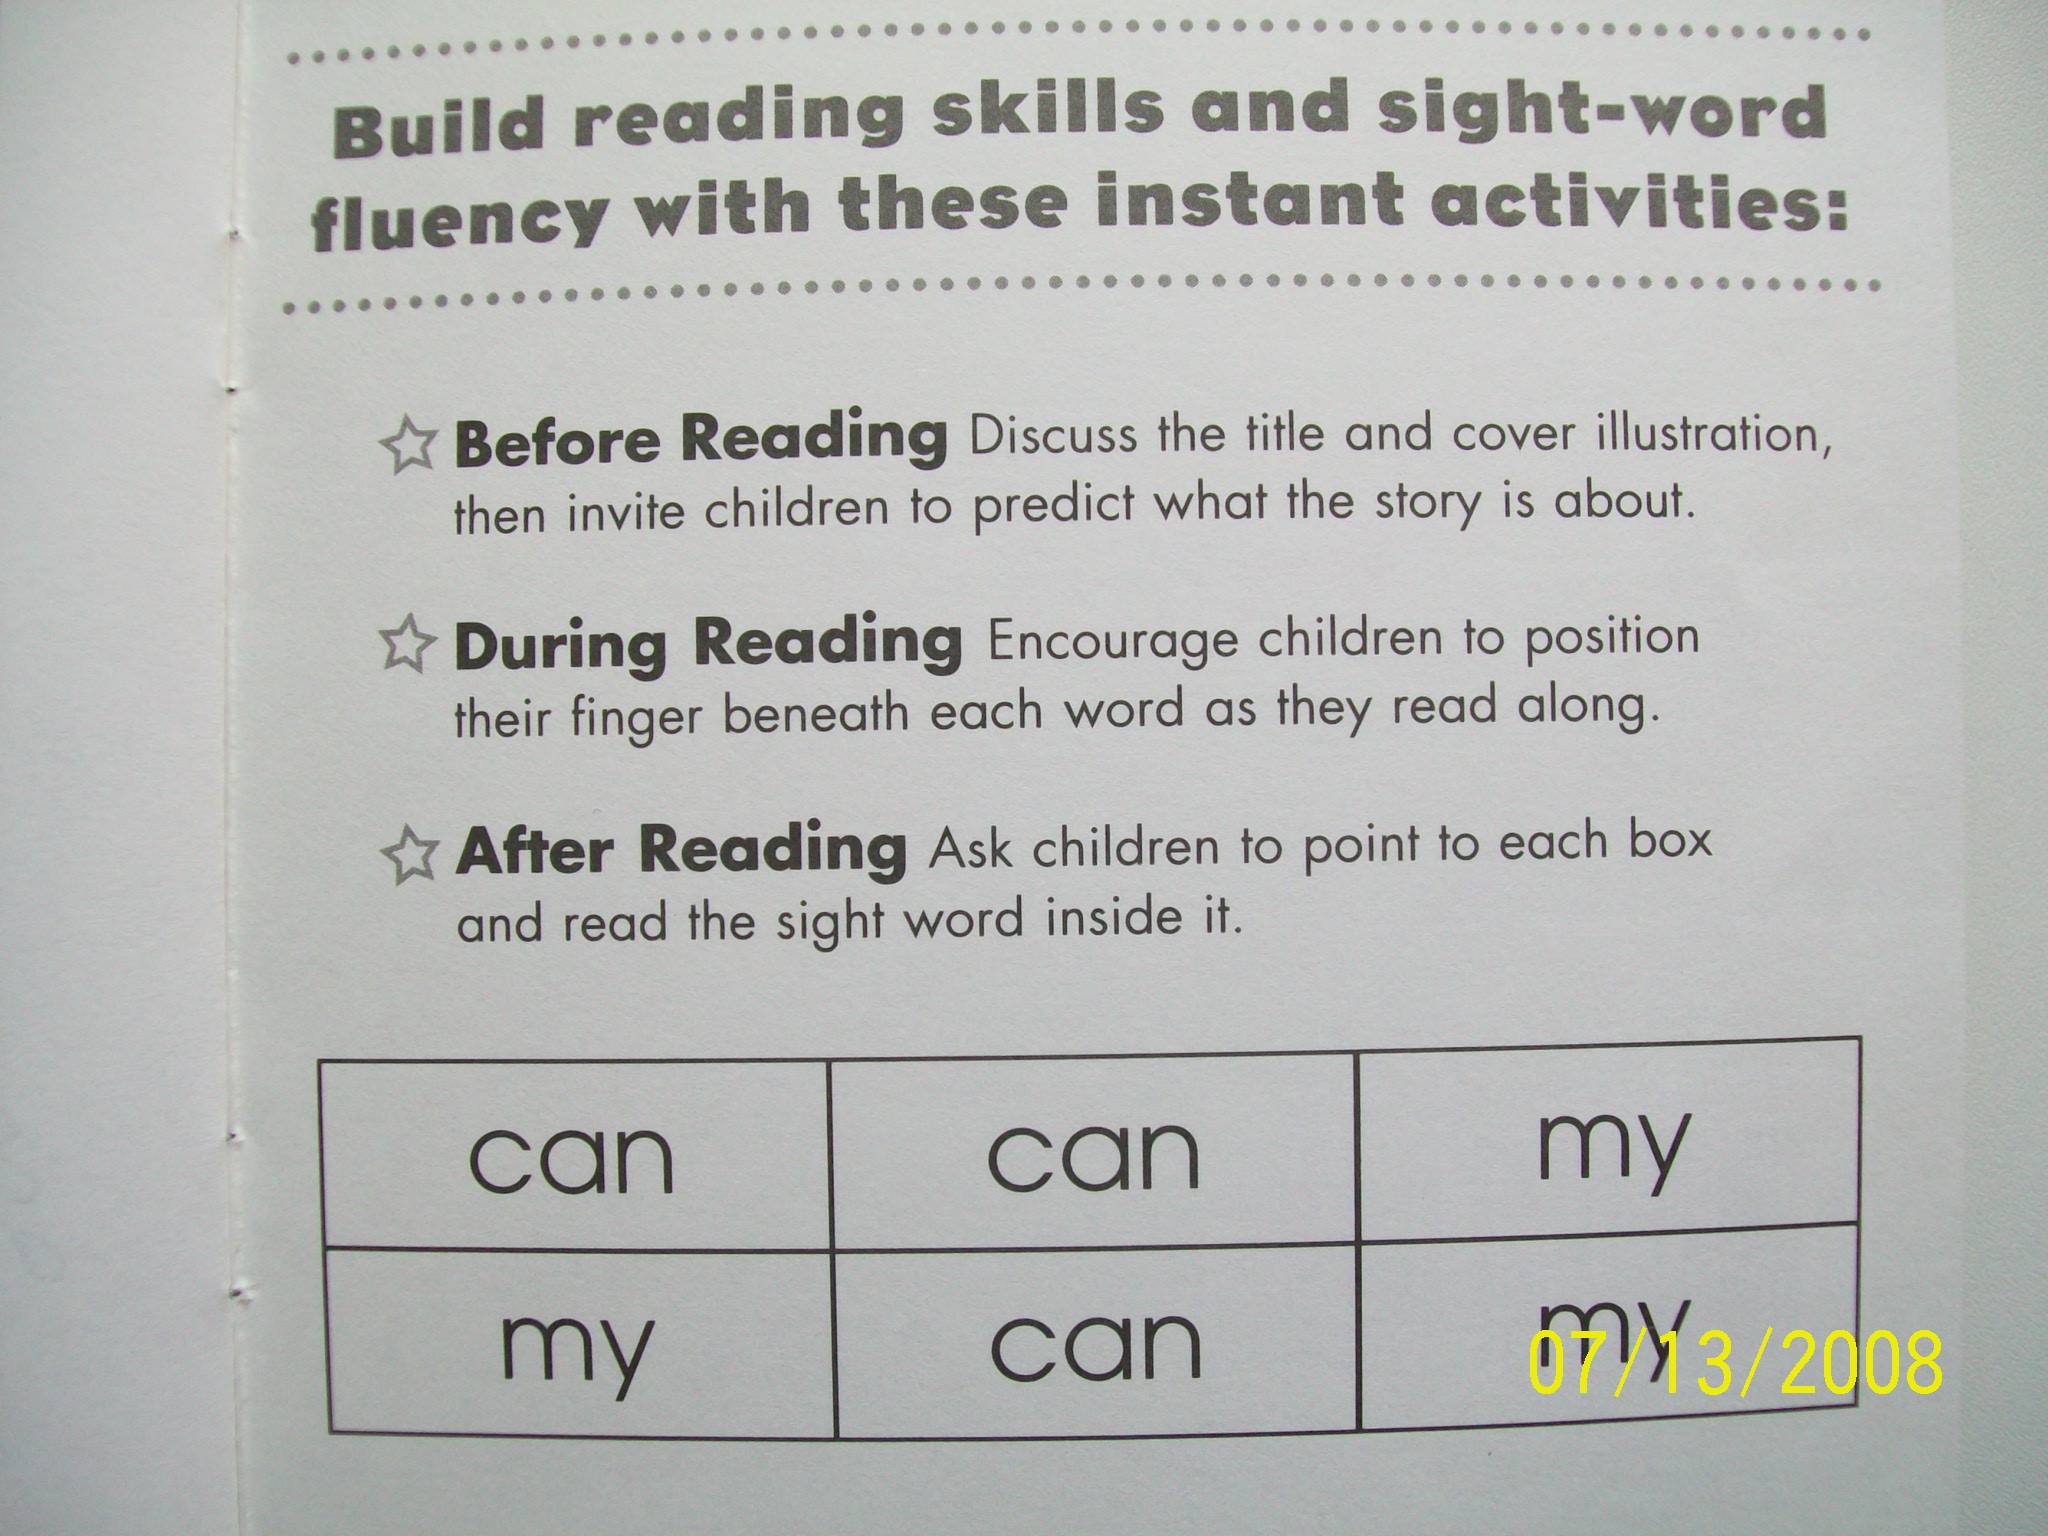 Build reading skills and sight-word
fluency with these instant activities:
Before Reading Discuss the title and cover illustration,
then invite children to predict what the story is about.
During Reading Encourage children to position
their finger beneath each word as they read along.
After Reading Ask children to point to each box
and read the sight word inside it.
can can my
my can my
07/13/2008